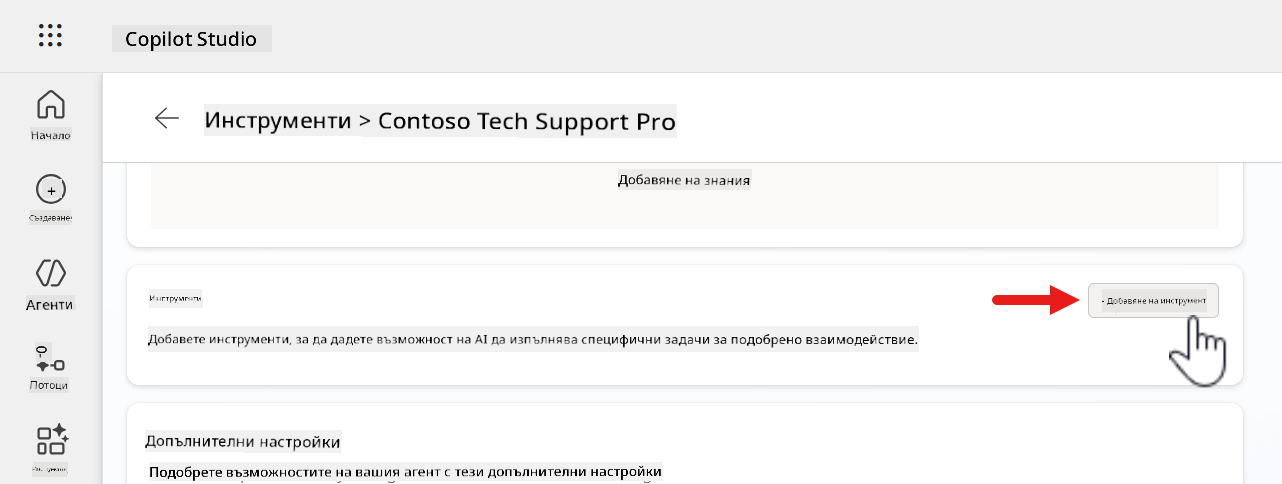 Copilot Studio
Инструменти > Contoso Tech Support Pro
Начало
Създаване
Агенти
Потоци
Добавяне на знания
Инструменти
- Добавяне на инструмент
Добавете инструменти, за да дадете възможност на AI да изпълнява специфични задачи за подобрено взаимодействие.
Допълнителни настройки
Подобрете възможностите на вашия агент с тези допълнителни настройки